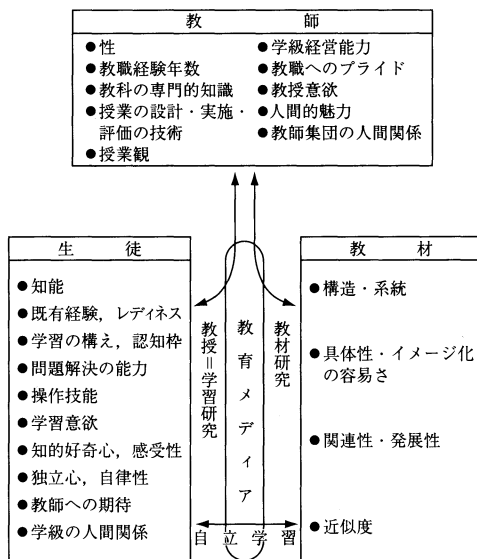 教 師
●性
●教職経験年数
●教科の専門的知識
●授業の設計・実施・
評価の技術
●授業観
●学級経営能力
●教職へのプライド
●教授意欲
●人間的魅力
●教師集団の人間関係
生 徒
●知能
●既有経験，レディネス
●学習の構え，認知枠
●問題解決の能力
●操作技能
●学習意欲
●知的好奇心，感受性
●独立心，自律性
●教師への期待
●学級の人間関係
教授＝学習研究
教育メディア
教材研究
自立学習
教 材
●構造・系統
●具体性・イメージ化
の容易さ
●関連性・発展性
●近似度